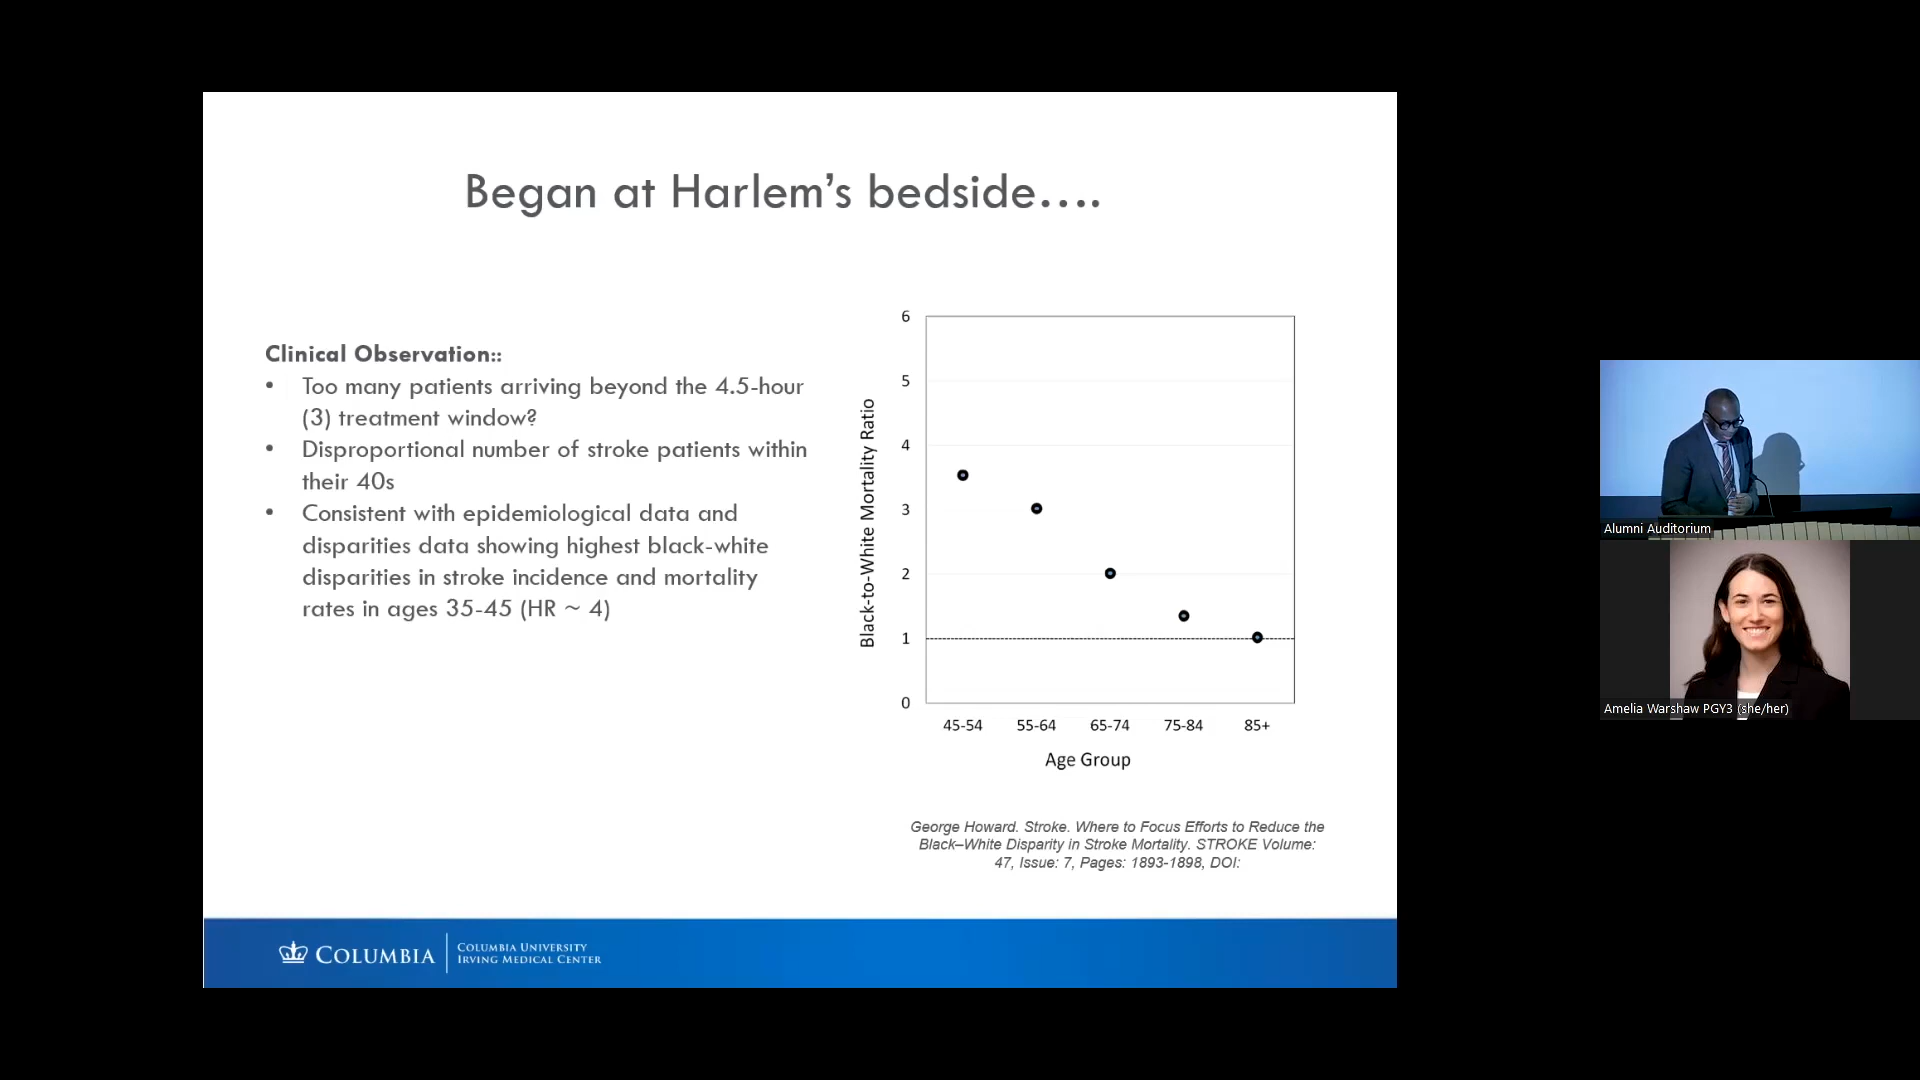 Began at Harlem’s bedside….
Clinical Observation::
• Too many patients arriving beyond the 4.5-hour
(3) treatment window?
• Disproportional number of stroke patients within
their 40s
• Consistent with epidemiological data and
disparities data showing highest black-white
disparities in stroke incidence and mortality
rates in ages 35-45 (HR ~ 4)
Black-to-White Mortality Ratio
6
5
4
3
2
1
0
45-54 55-64 65-74 75-84 85+
Age Group
George Howard. Stroke. Where to Focus Efforts to Reduce the
Black–White Disparity in Stroke Mortality. STROKE Volume:
47, Issue: 7, Pages: 1893-1898, DOI:
COLUMBIA
COLUMBIA UNIVERSITY
IRVING MEDICAL CENTER
Alumni Auditorium
Amelia Warshaw PGY3 (she/her)